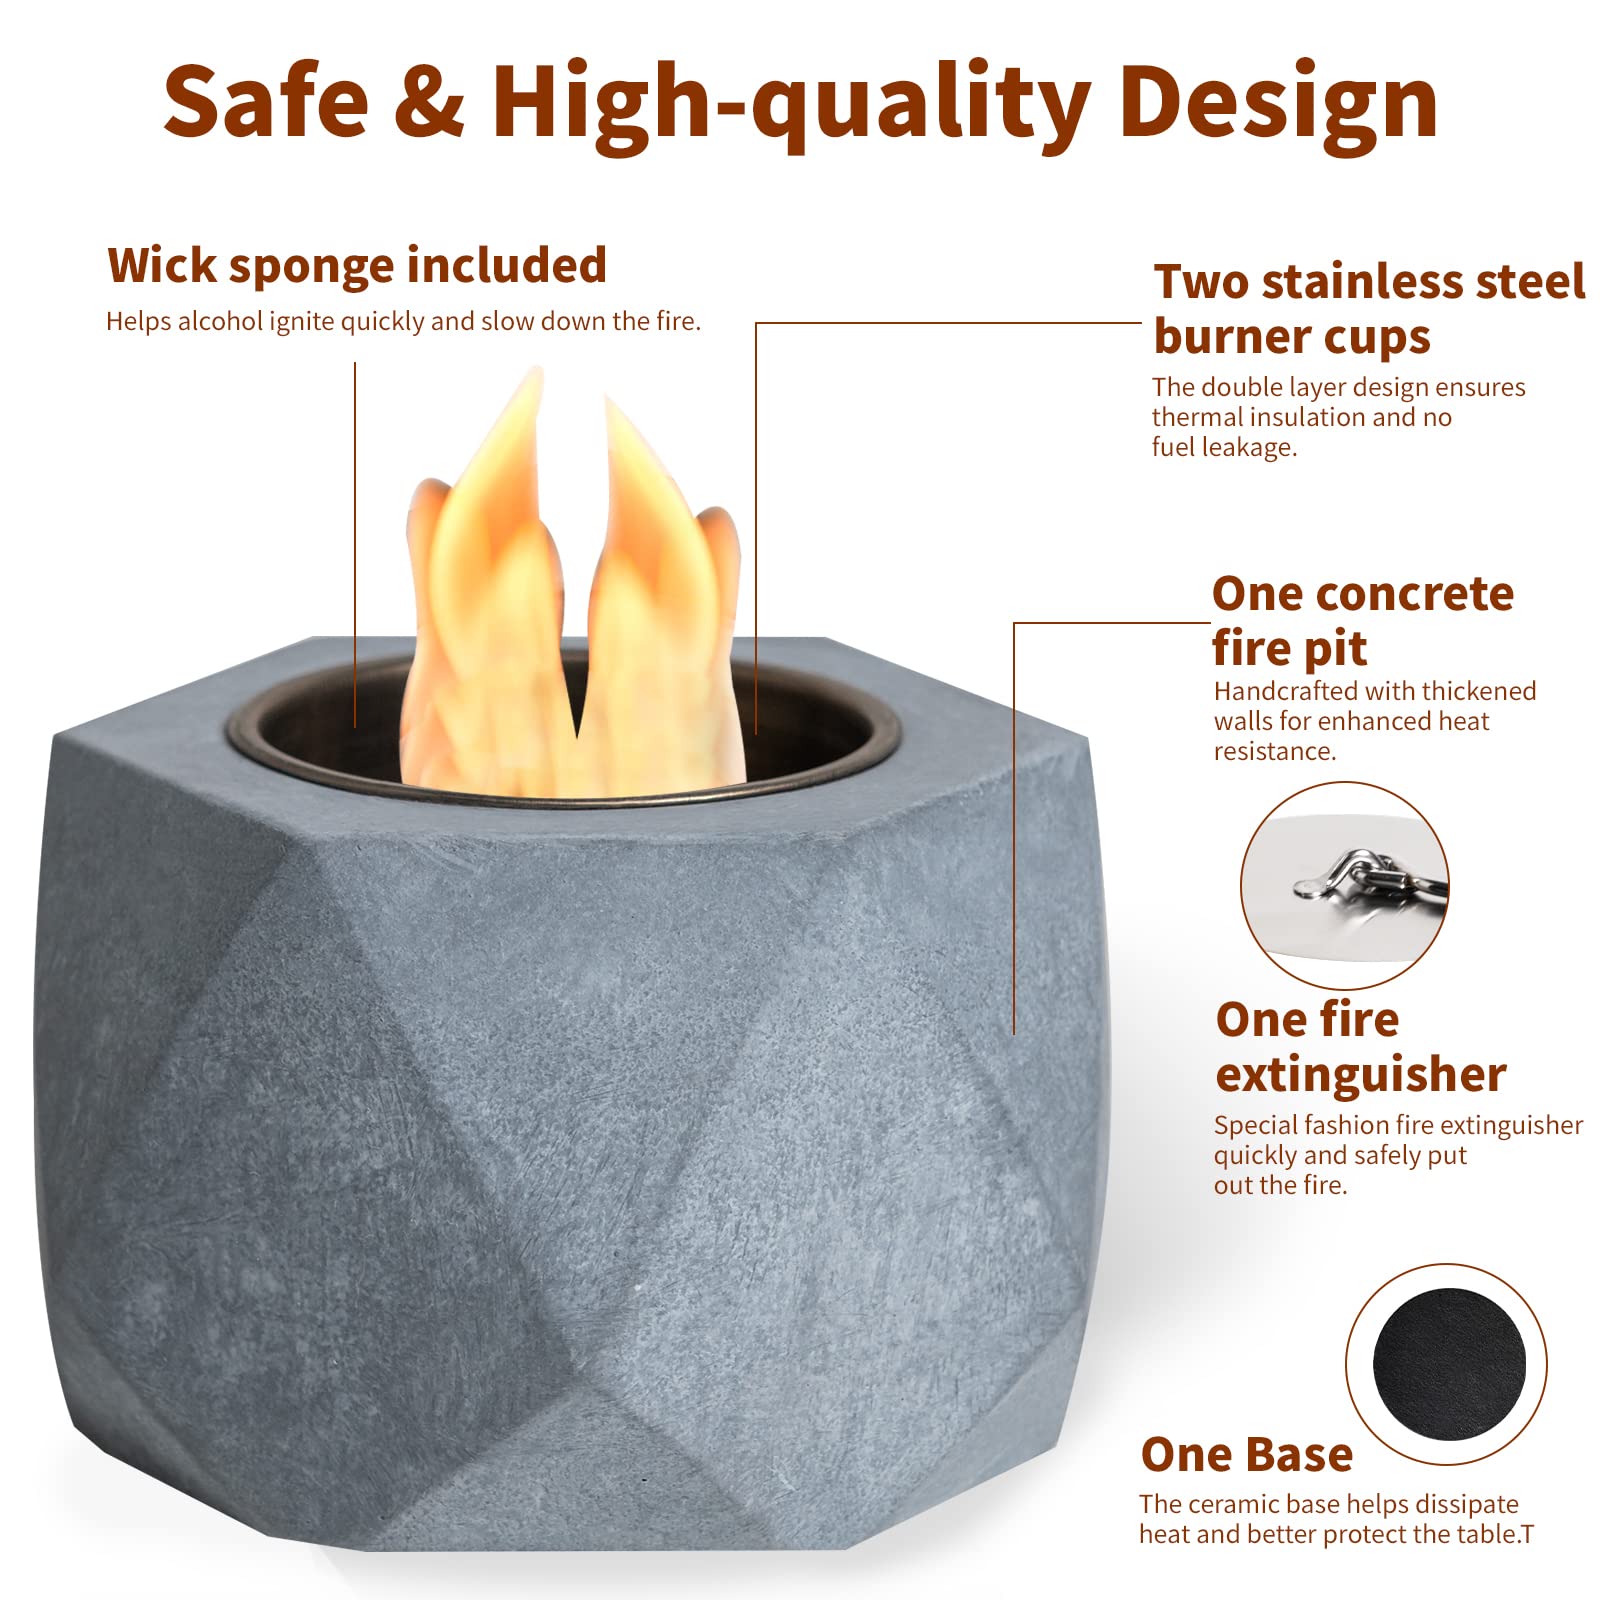 Safe & High-quality Design
Wick sponge included
Helps alcohol ignite quickly and slow down the fire.
Two stainless steel
burner cups
The double layer design ensures
thermal insulation and no
fuel leakage.
One concrete
fire pit
Handcrafted with thickened
walls for enhanced heat
resistance.
One fire
extinguisher
Special fashion fire extinguisher
quickly and safely put
out the fire.
One Base
The ceramic base helps dissipate
heat and better protect the table.T